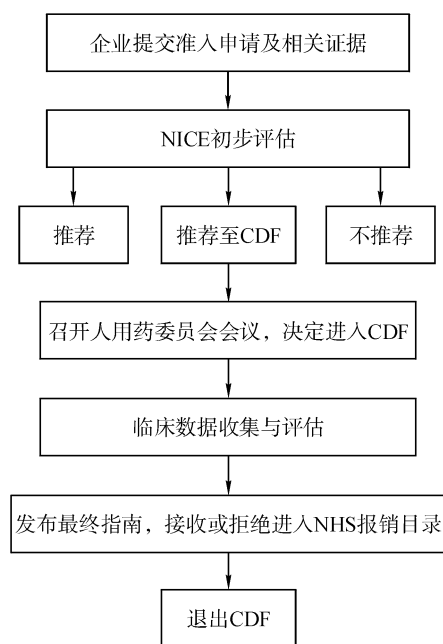 企业提交准入申请及相关证据
NICE初步评估
推荐
推荐至CDF
不推荐
召开人用药委员会会议，决定进入CDF
临床数据收集与评估
发布最终指南，接收或拒绝进入NHS报销目录
退出CDF